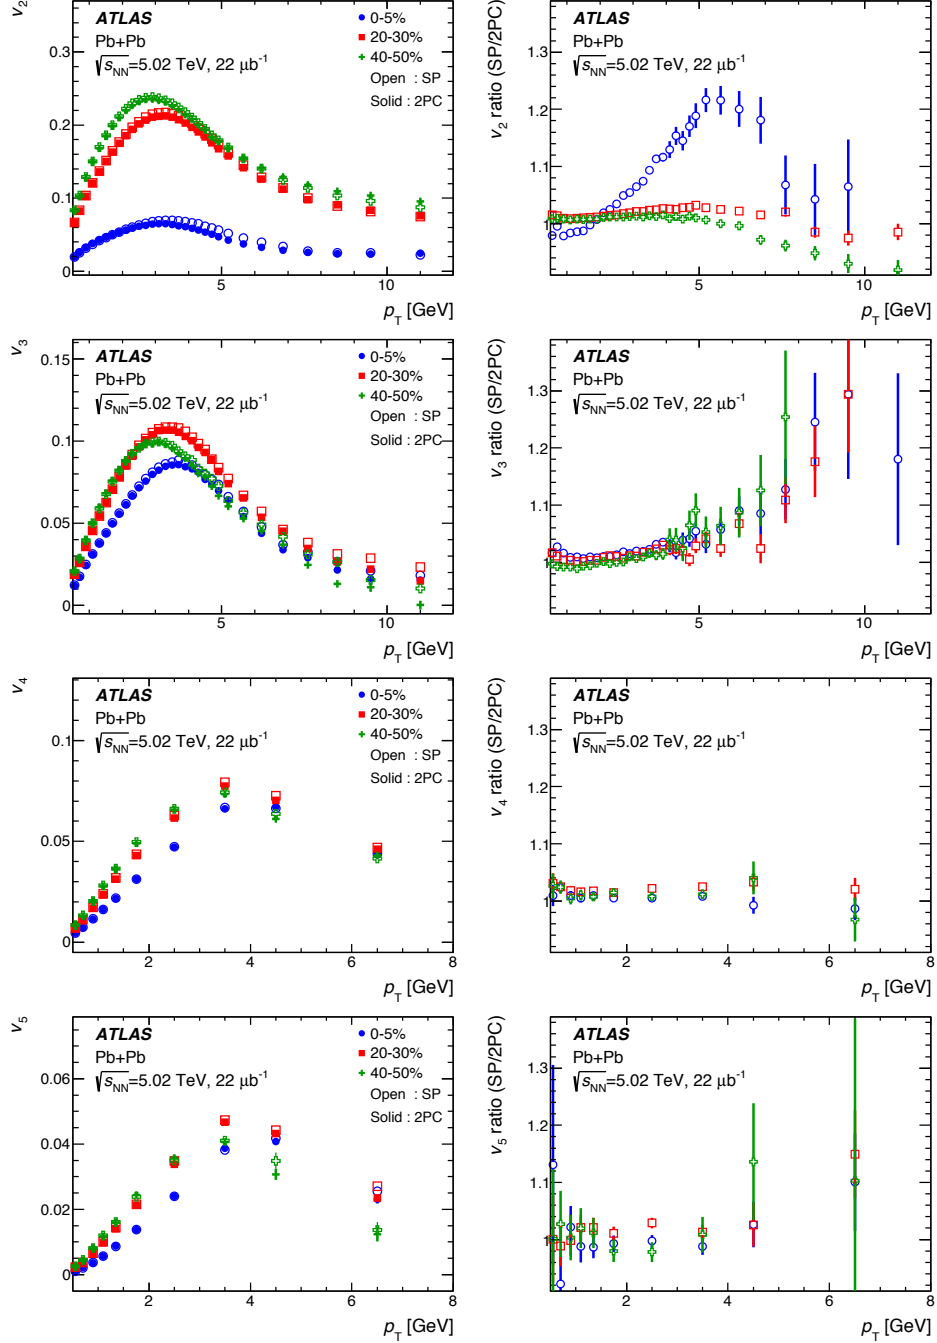 v2
ATLAS
Pb+Pb
√sNN=5.02 TeV, 22 μb-1
0-5%
20-30%
40-50%
Open : SP
Solid : 2PC
0.3
0.2
0.1
0
5
10
pT [GeV]
v2 ratio (SP/2PC)
ATLAS
Pb+Pb
√sNN=5.02 TeV, 22 μb-1
1.3
1.2
1.1
1
5
10
pT [GeV]
v3
ATLAS
Pb+Pb
√sNN=5.02 TeV, 22 μb-1
0-5%
20-30%
40-50%
Open : SP
Solid : 2PC
0.15
0.1
0.05
0
5
10
pT [GeV]
v3 ratio (SP/2PC)
ATLAS
Pb+Pb
√sNN=5.02 TeV, 22 μb-1
1.3
1.2
1.1
1
5
10
pT [GeV]
v4
ATLAS
Pb+Pb
√sNN=5.02 TeV, 22 μb-1
0-5%
20-30%
40-50%
Open : SP
Solid : 2PC
0.1
0.05
0
2
4
6
8
pT [GeV]
v4 ratio (SP/2PC)
ATLAS
Pb+Pb
√sNN=5.02 TeV, 22 μb-1
1.3
1.2
1.1
1
2
4
6
8
pT [GeV]
v5
ATLAS
Pb+Pb
√sNN=5.02 TeV, 22 μb-1
0-5%
20-30%
40-50%
Open : SP
Solid : 2PC
0.06
0.04
0.02
0
2
4
6
8
pT [GeV]
v5 ratio (SP/2PC)
ATLAS
Pb+Pb
√sNN=5.02 TeV, 22 μb-1
1.3
1.2
1.1
1
2
4
6
8
pT [GeV]